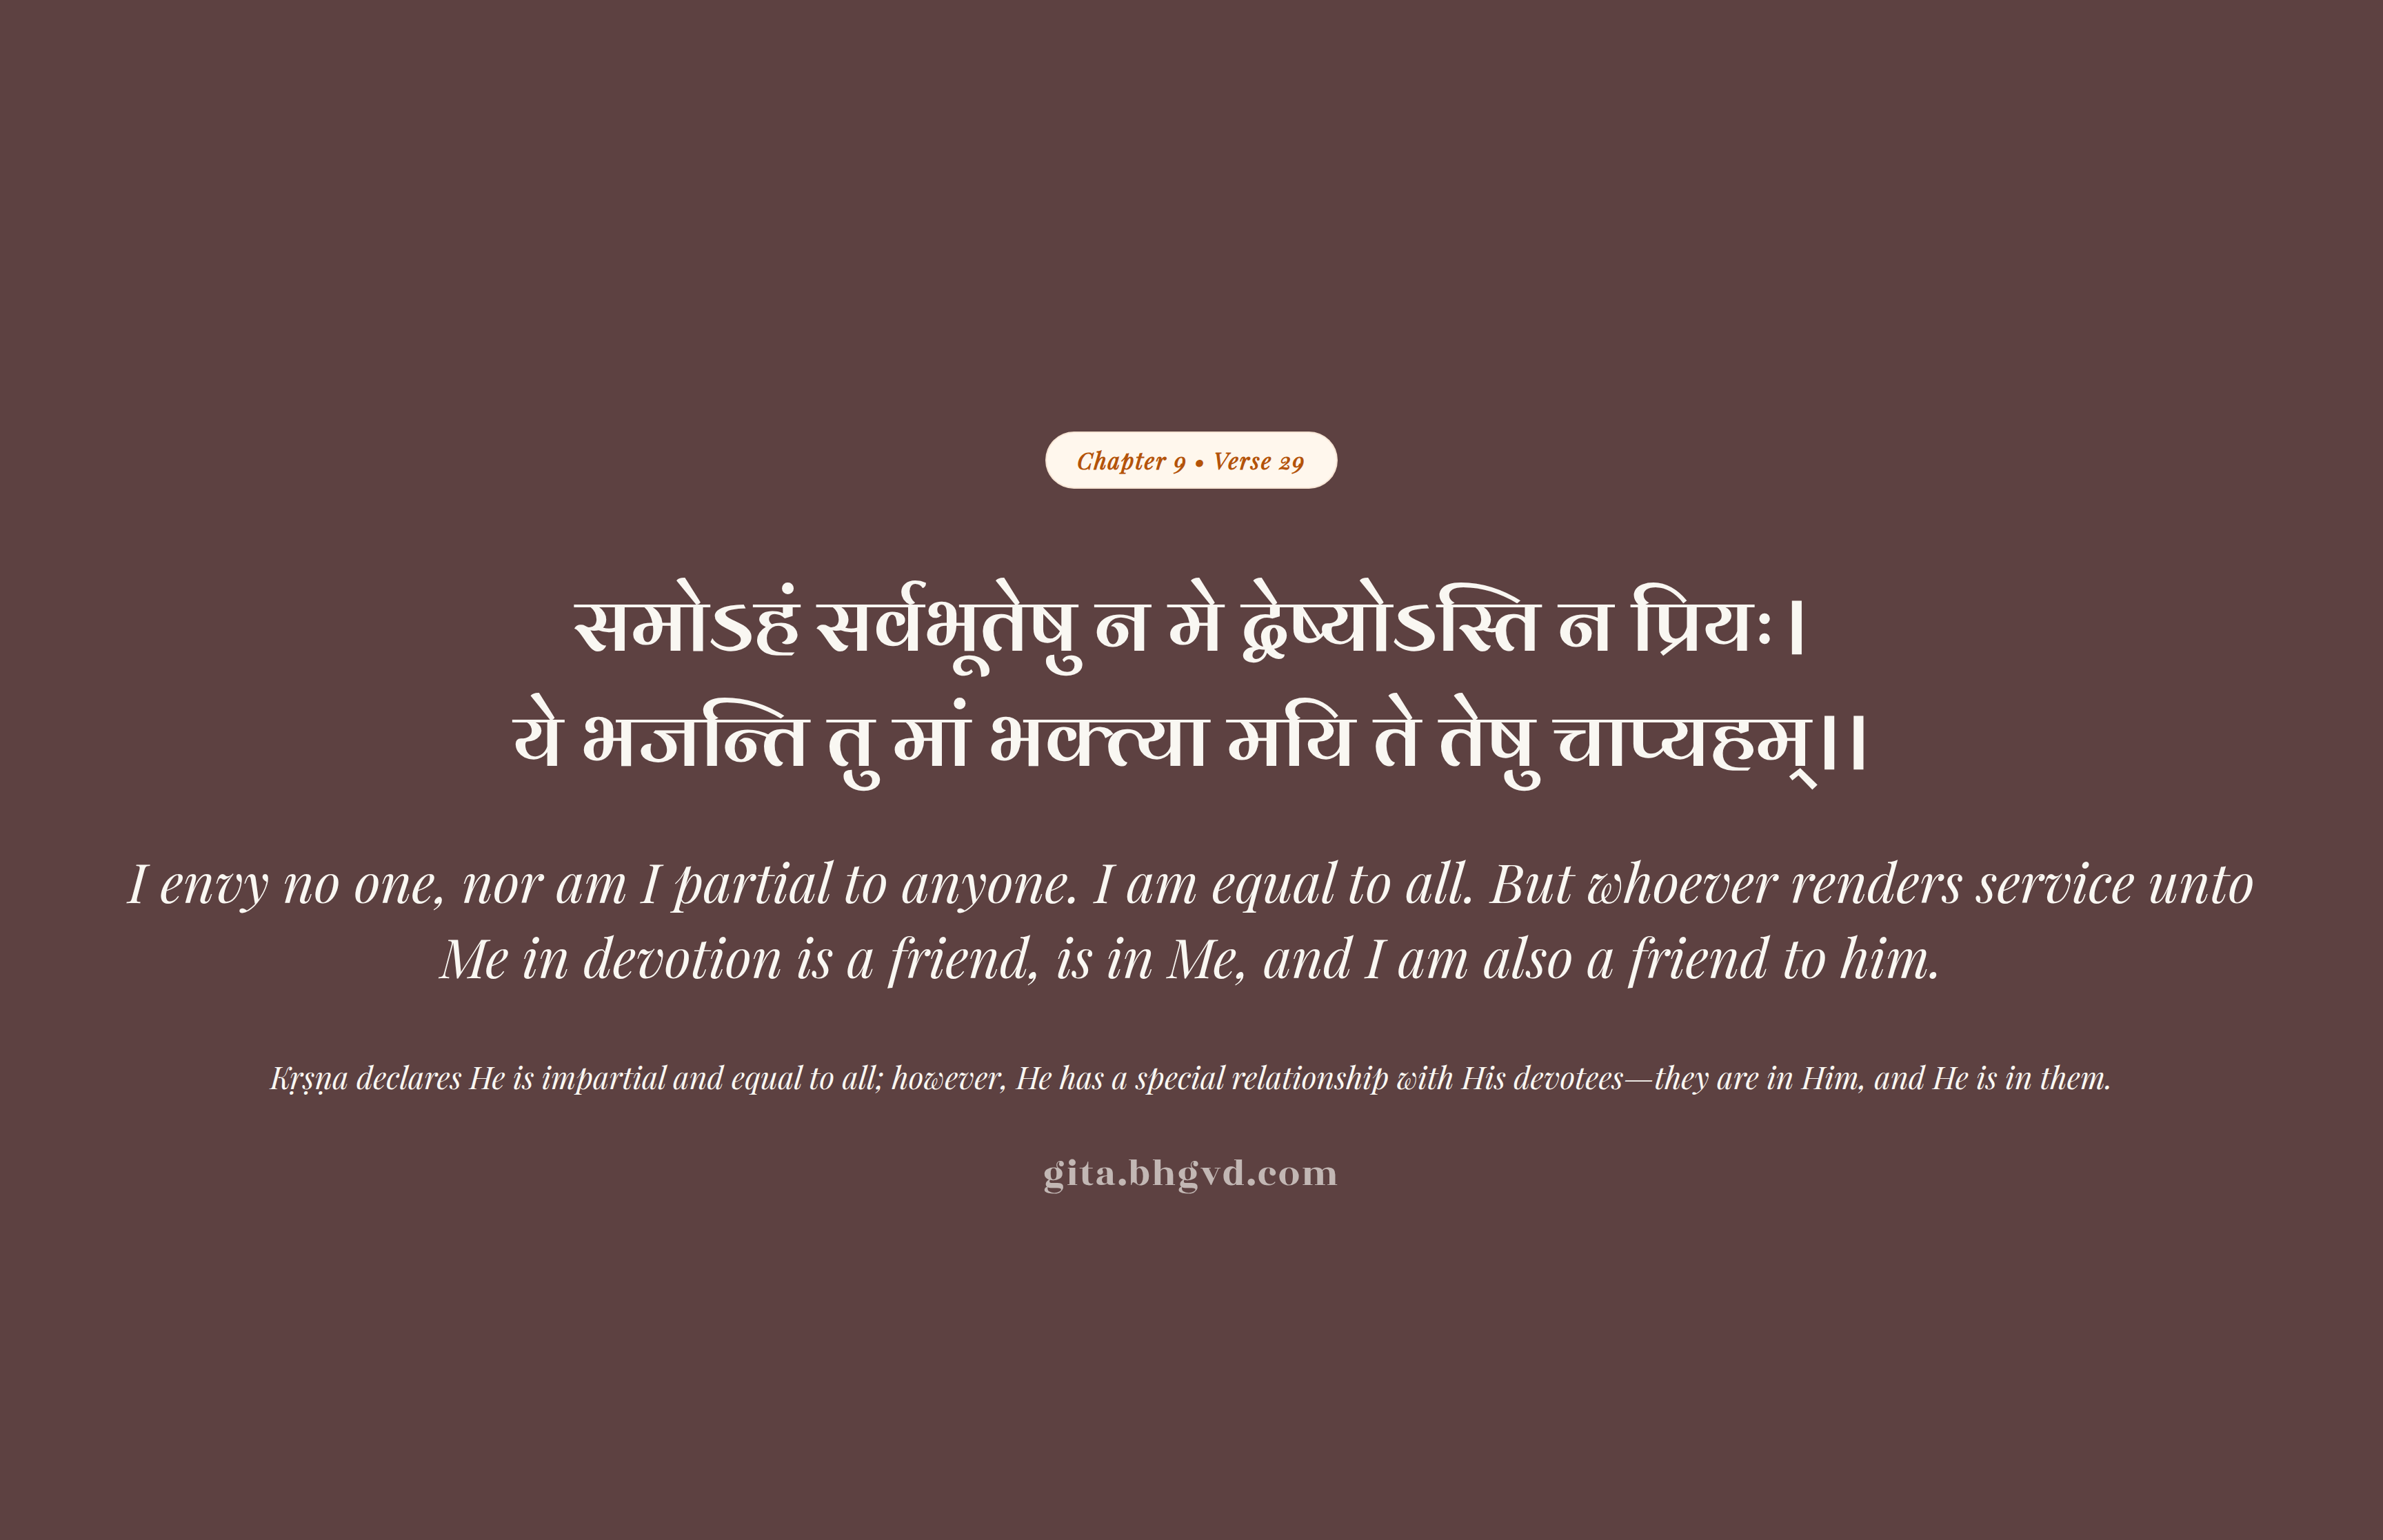 Chapter 9 • Verse 29
समोऽहं सर्वभूतेषु न मे द्वेष्योऽस्ति न प्रियः।
ये भजन्ति तु मां भक्त्या मयि ते तेषु चाप्यहम्।।
I envy no one, nor am I partial to anyone. I am equal to all. But whoever renders service unto
Me in devotion is a friend, is in Me, and I am also a friend to him.
Kṛṣṇa declares He is impartial and equal to all; however, He has a special relationship with His devotees—they are in Him, and He is in them.
gita.bhgvd.com